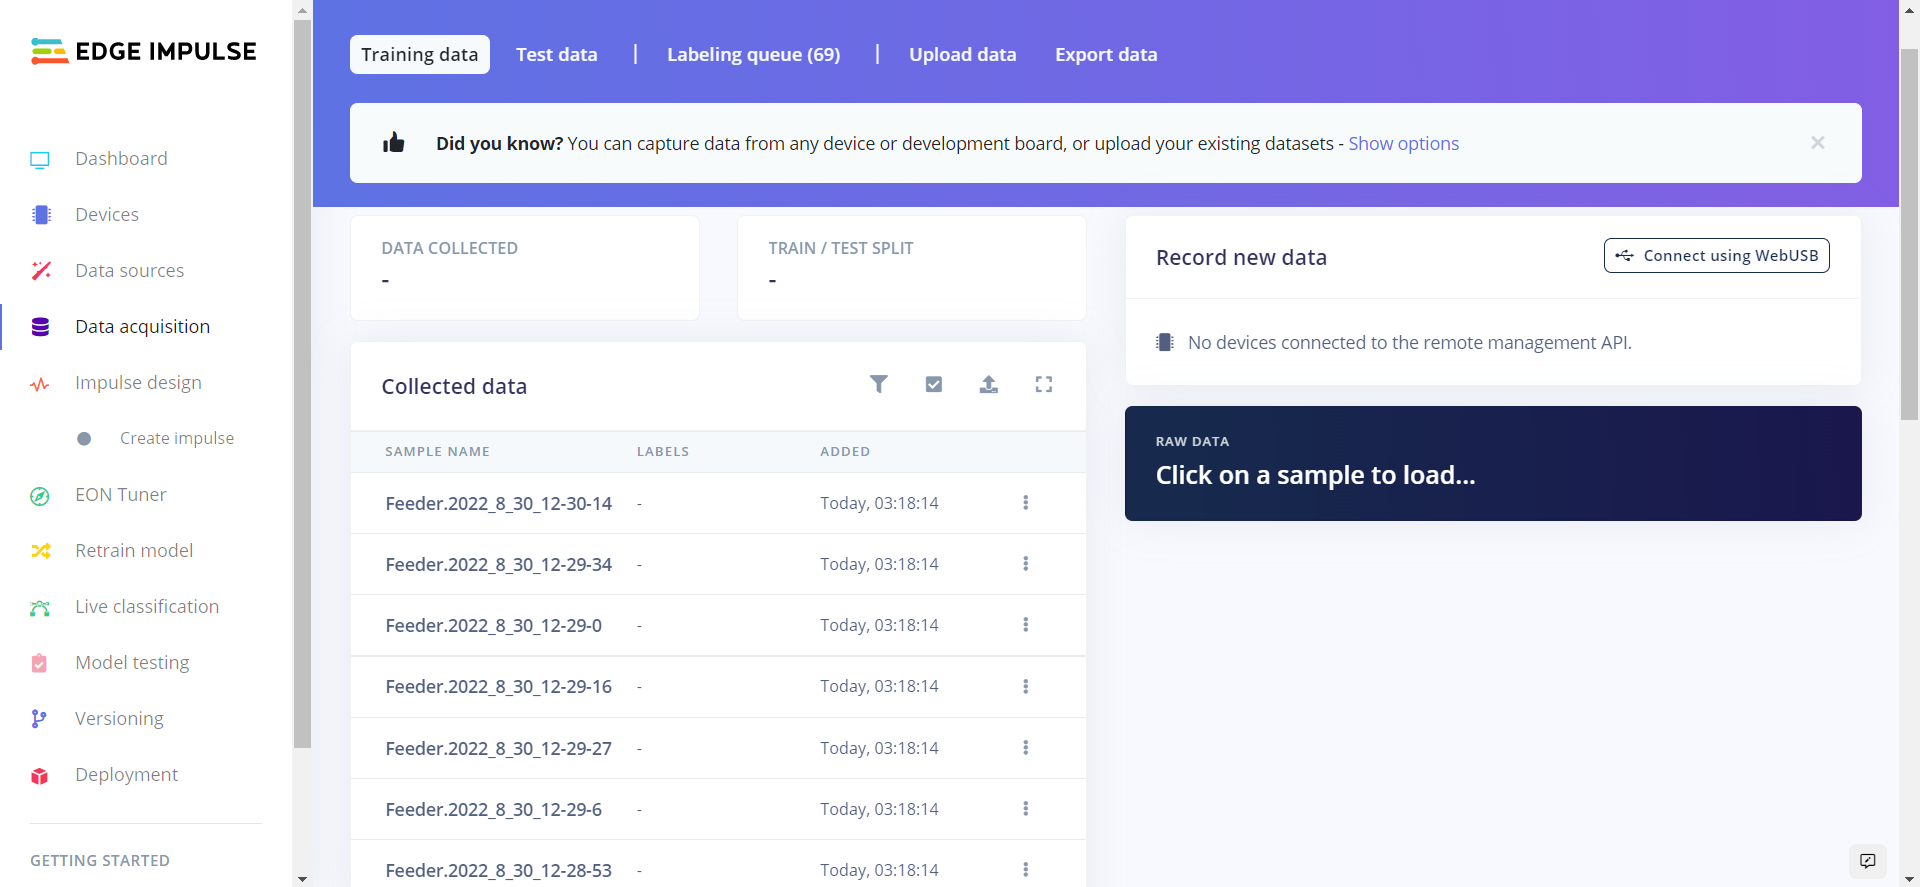 EDGE IMPULSE
Dashboard
Devices
Data sources
Data acquisition
Impulse design
Create impulse
EON Tuner
Retrain model
Live classification
Model testing
Versioning
Deployment
GETTING STARTED
Training data Test data | Labeling queue (69) | Upload data Export data
Did you know? You can capture data from any device or development board, or upload your existing datasets - Show options ×
DATA COLLECTED
-
TRAIN / TEST SPLIT
-
Collected data
SAMPLE NAME LABELS ADDED
Feeder.2022_8_30_12-30-14 - Today, 03:18:14
Feeder.2022_8_30_12-29-34 - Today, 03:18:14
Feeder.2022_8_30_12-29-0 - Today, 03:18:14
Feeder.2022_8_30_12-29-16 - Today, 03:18:14
Feeder.2022_8_30_12-29-27 - Today, 03:18:14
Feeder.2022_8_30_12-29-6 - Today, 03:18:14
Feeder.2022_8_30_12-28-53 - Today, 03:18:14
Record new data Connect using WebUSB
No devices connected to the remote management API.
RAW DATA
Click on a sample to load...